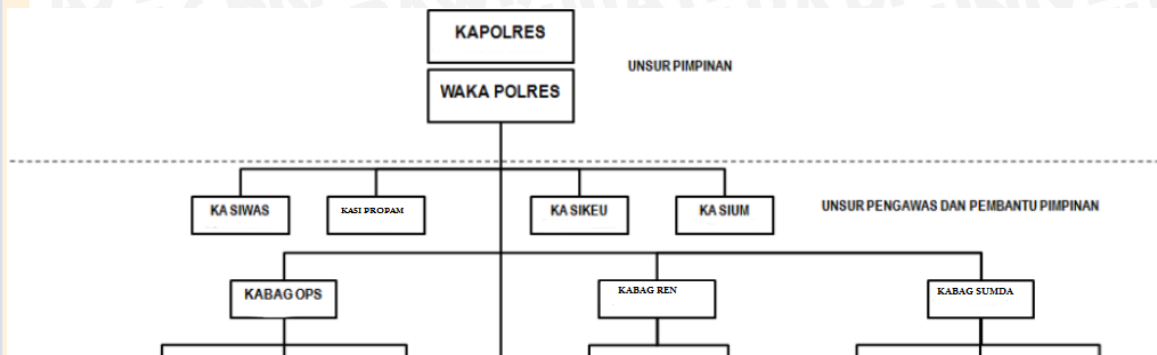 KAPOLRES
UNSUR PIMPINAN
WAKA POLRES
KA SIWAS
KASI PROPAM
KA SIKEU
KA SIUM
UNSUR PENGAWAS DAN PEMBANTU PIMPINAN
KABAG OPS
KABAG REN
KABAG SUMDA